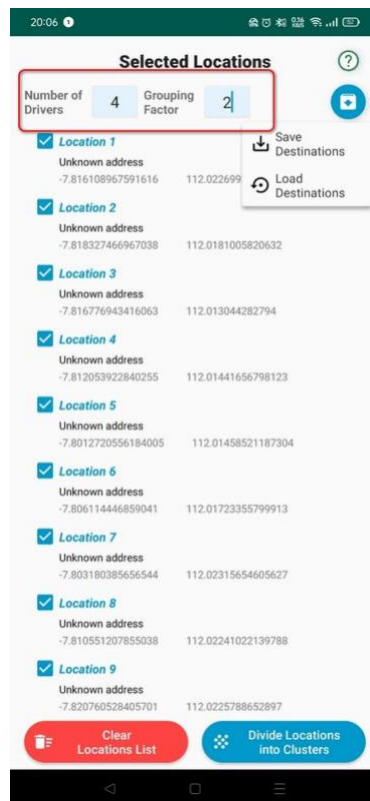 20:06
Selected Locations
?
Number of Drivers 4 Grouping Factor 2
Save Destinations
Load Destinations
Location 1
Unknown address
-7.816108967591616 112.022699
Location 2
Unknown address
-7.818327466967038 112.0181005820632
Location 3
Unknown address
-7.816776943416063 112.013044282794
Location 4
Unknown address
-7.812053922840255 112.01441656798123
Location 5
Unknown address
-7.8012720556184005 112.01458521187304
Location 6
Unknown address
-7.806114446859041 112.01723355799913
Location 7
Unknown address
-7.803180385656544 112.02315654605627
Location 8
Unknown address
-7.810551207855038 112.02241022139788
Location 9
Unknown address
-7.820760528405701 112.0225788652897
Clear
Locations List
Divide Locations
into Clusters